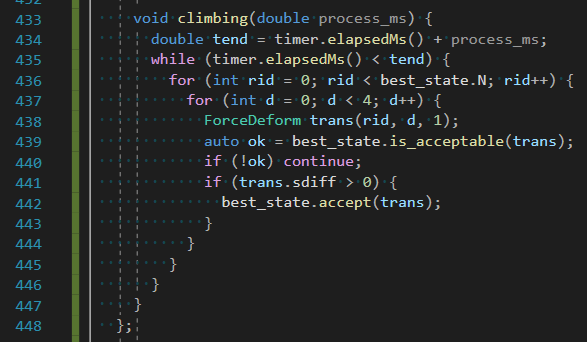 433 void climbing(double process_ms) {
434 double tend = timer.elapsedMs() + process_ms;
435 while (timer.elapsedMs() < tend) {
436 for (int rid = 0; rid < best_state.N; rid++) {
437 for (int d = 0; d < 4; d++) {
438 ForceDeform trans(rid, d, 1);
439 auto ok = best_state.is_acceptable(trans);
440 if (!ok) continue;
441 if (trans.sdiff > 0) {
442 best_state.accept(trans);
443 }
444 }
445 }
446 }
447 }
448 };